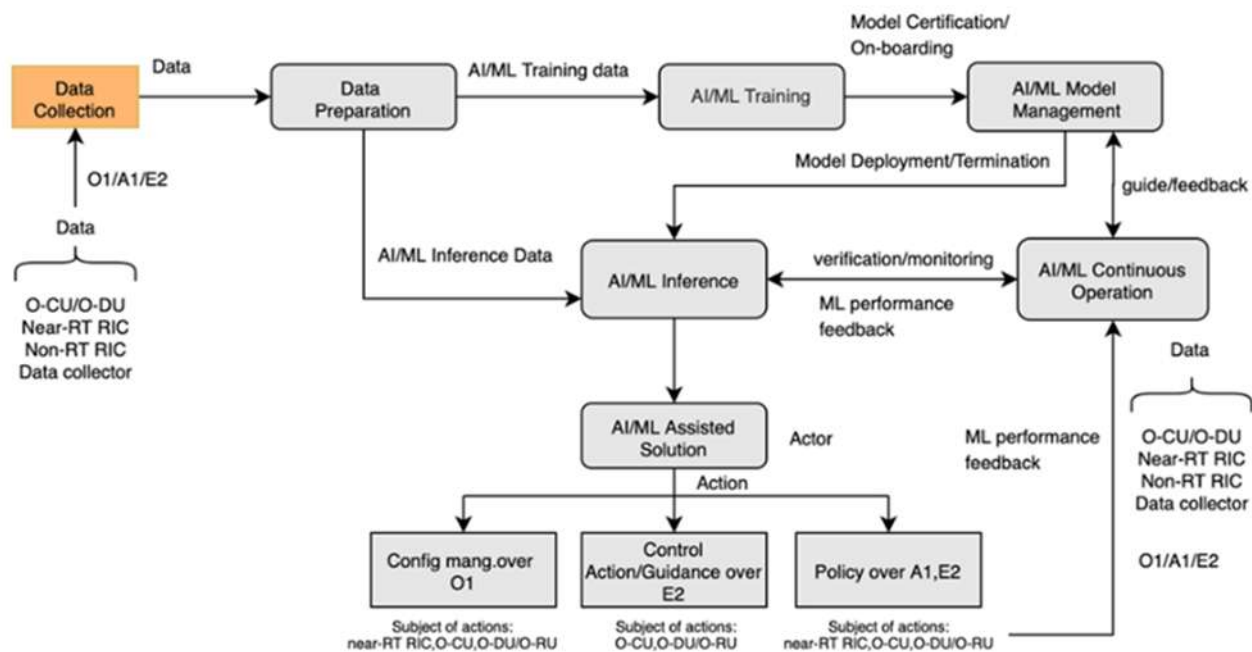 Data
Collection
Data
Data
Preparation
AI/ML Training data
AI/ML Training
Model Certification/
On-boarding
AI/ML Model
Management
O1/A1/E2
Data
O-CU/O-DU
Near-RT RIC
Non-RT RIC
Data collector
Model Deployment/Termination
guide/feedback
AI/ML Inference Data
AI/ML Inference
verification/monitoring
ML performance
feedback
AI/ML Continuous
Operation
AI/ML Assisted
Solution
Actor
Action
Config mang.over
O1
Control
Action/Guidance over
E2
Policy over A1,E2
Subject of actions:
near-RT RIC,O-CU,O-DU/O-RU
Subject of actions:
O-CU,O-DU/O-RU
Subject of actions:
near-RT RIC,O-CU,O-DU/O-RU
ML performance
feedback
Data
O-CU/O-DU
Near-RT RIC
Non-RT RIC
Data collector
O1/A1/E2